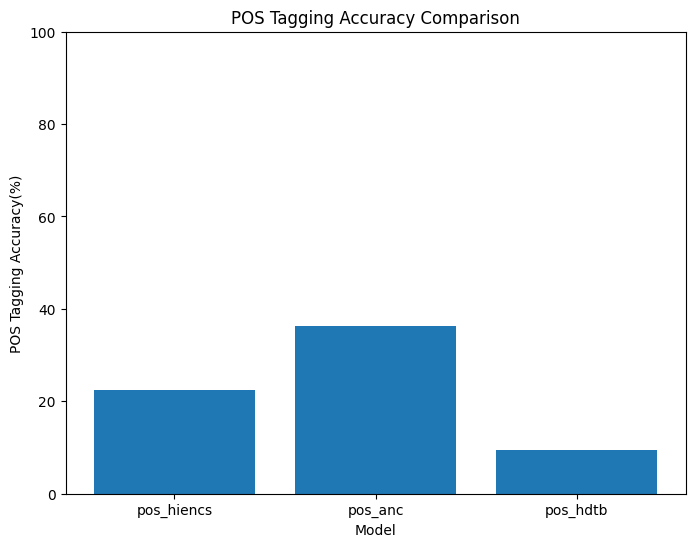 POS Tagging Accuracy Comparison
POS Tagging Accuracy(%)
100
80
60
40
20
0
pos_hiencs pos_anc pos_hdtb
Model